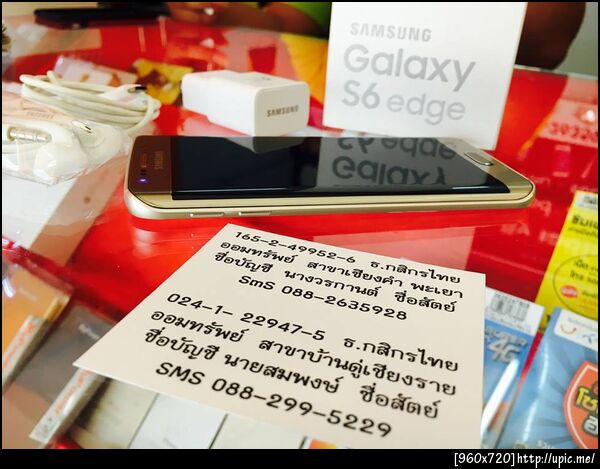 SAMSUNG
Galaxy
S6 edge
SAMSUNG
165-2-49952-6 ธ.กสิกรไทย
ออมทรัพย์ สาขาเชียงคำ พะเยา
ชื่อบัญชี นางวรกานต์ ซื่อสัตย์
SmS 088-2635928
024-1- 22947-5 ธ.กสิกรไทย
ออมทรัพย์ สาขาบ้านดู่เชียงราย
ชื่อบัญชี นายสมพงษ์ ซื่อสัตย์
SMS 088-299-5229
[960x720]http://upic.me/